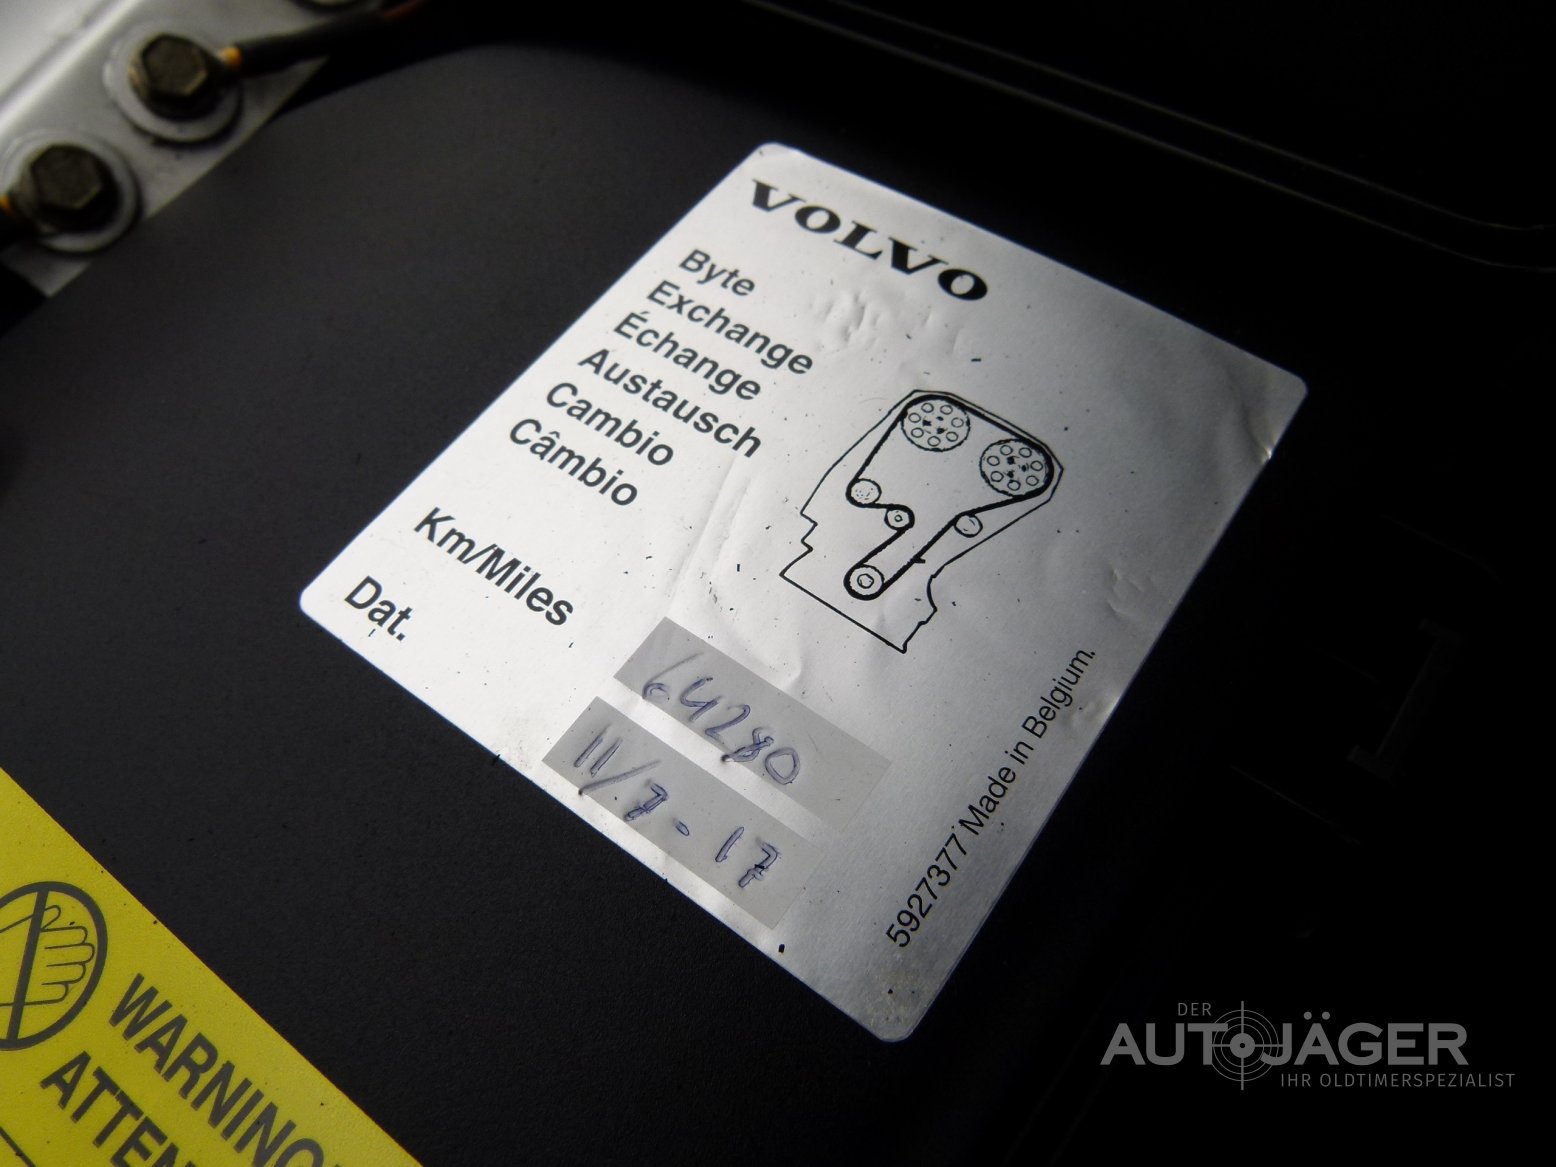 VOLVO
Byte
Exchange
Échange
Austausch
Cambio
Câmbio
Km/Miles
64280
Dat.
11/7-17
5927377 Made in Belgium.
WARNING
ATTEN
DER
AUTOJÄGER
IHR OLDTIMERSPEZIALIST